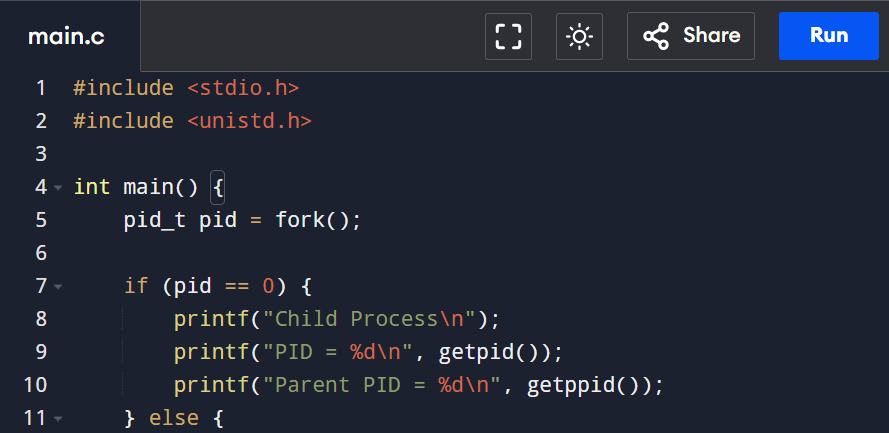 main.c Share Run
1 #include <stdio.h>
2 #include <unistd.h>
3
4 int main() {
5     pid_t pid = fork();
6
7     if (pid == 0) {
8         printf("Child Process\n");
9         printf("PID = %d\n", getpid());
10         printf("Parent PID = %d\n", getppid());
11     } else {